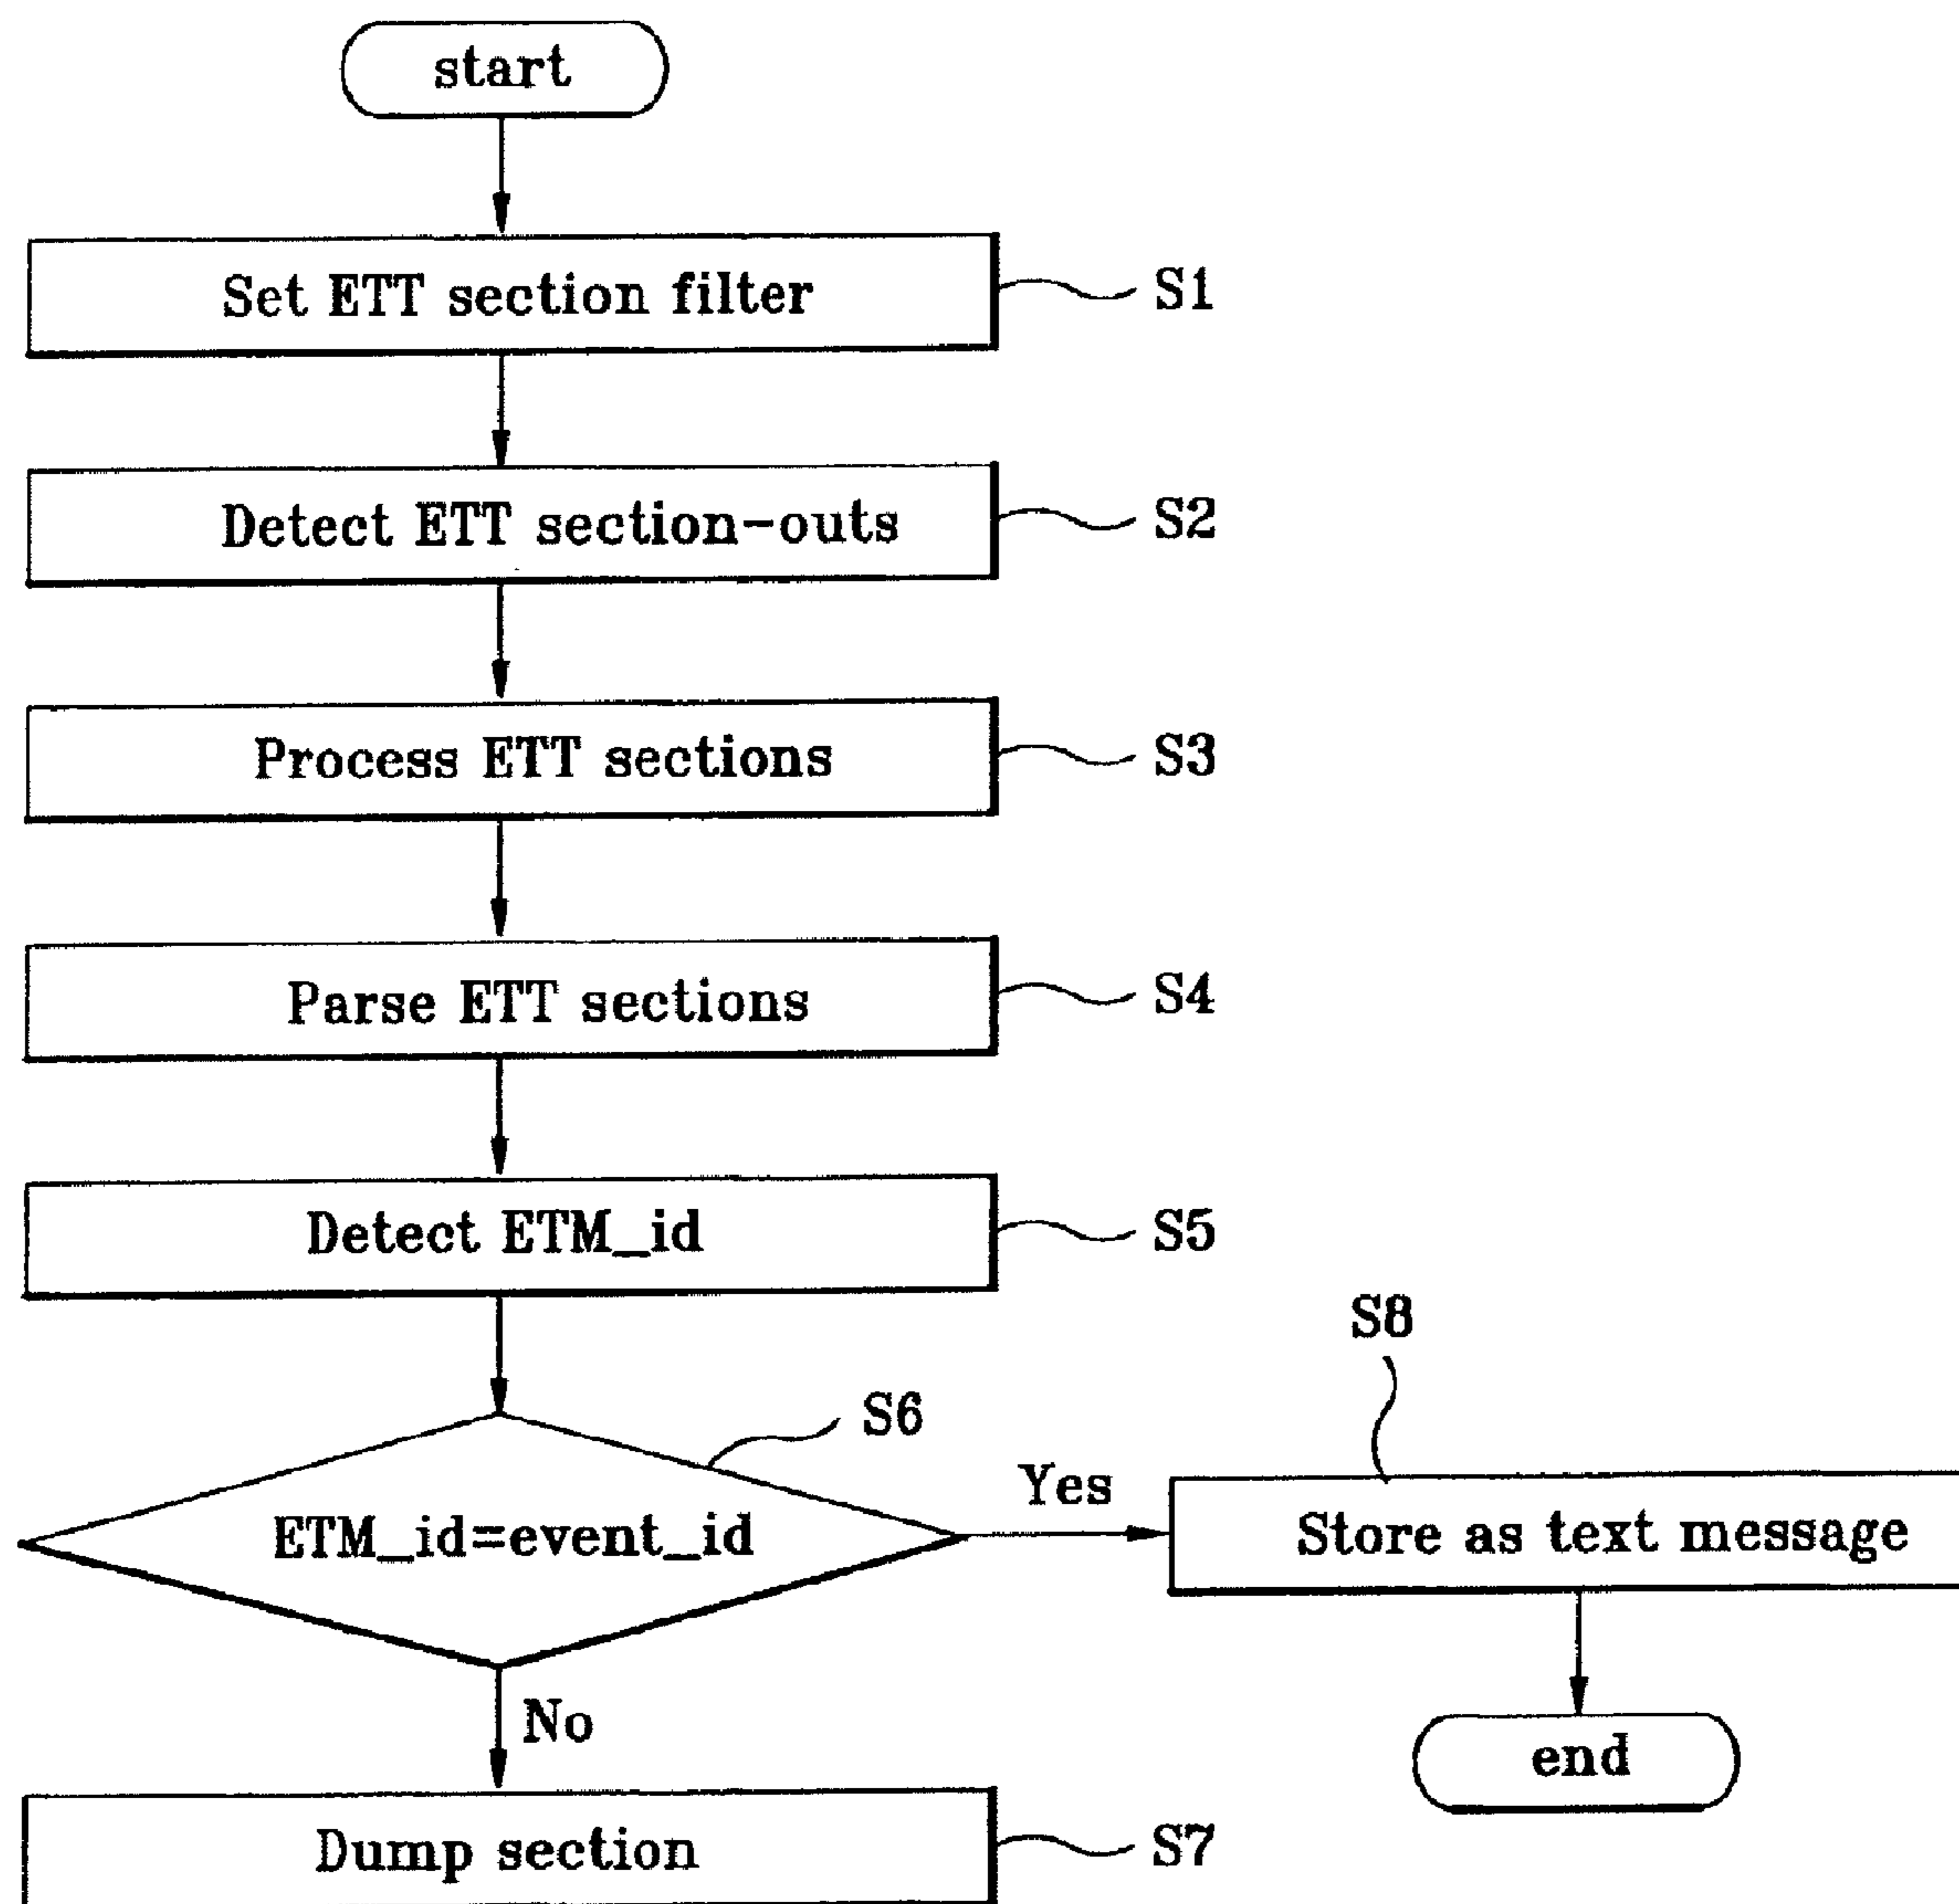 start
Set ETT section filter
S1
Detect ETT section-outs
S2
Process ETT sections
S3
Parse ETT sections
S4
Detect ETM_id
S5
S8
S6
Yes
ETM_id=event_id
Store as text message
No
end
Dump section
S7